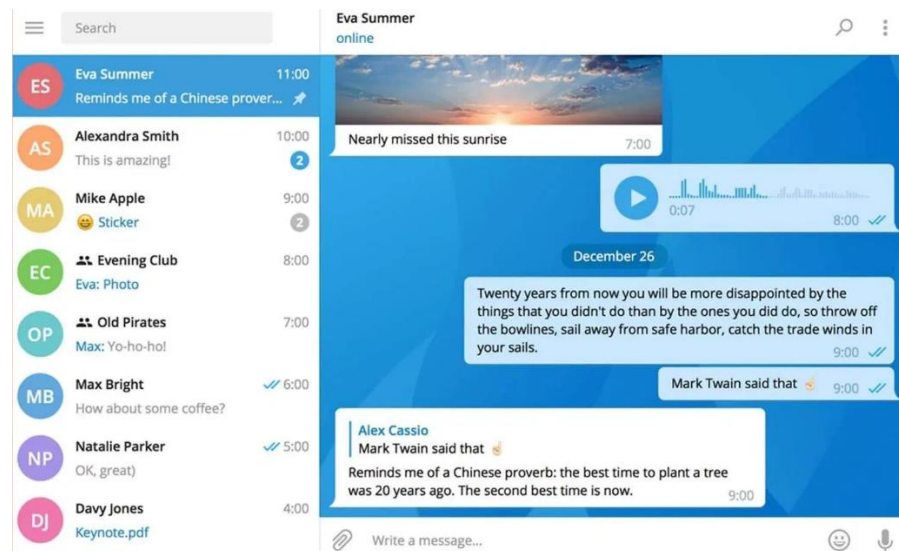 Search
ES
Eva Summer 11:00
Reminds me of a Chinese prover...
AS
Alexandra Smith 10:00
This is amazing! 2
MA
Mike Apple 9:00
😄 Sticker 2
EC
Evening Club 8:00
Eva: Photo
OP
Old Pirates 7:00
Max: Yo-ho-ho!
MB
Max Bright 6:00
How about some coffee?
NP
Natalie Parker 5:00
OK, great)
DJ
Davy Jones 4:00
Keynote.pdf
Eva Summer
online
Nearly missed this sunrise 7:00
0:07 8:00
December 26
Twenty years from now you will be more disappointed by the
things that you didn't do than by the ones you did do, so throw off
the bowlines, sail away from safe harbor, catch the trade winds in
your sails. 9:00
Mark Twain said that ☝🏻 9:00
Alex Cassio
Mark Twain said that ☝🏻
Reminds me of a Chinese proverb: the best time to plant a tree
was 20 years ago. The second best time is now. 9:00
Write a message...